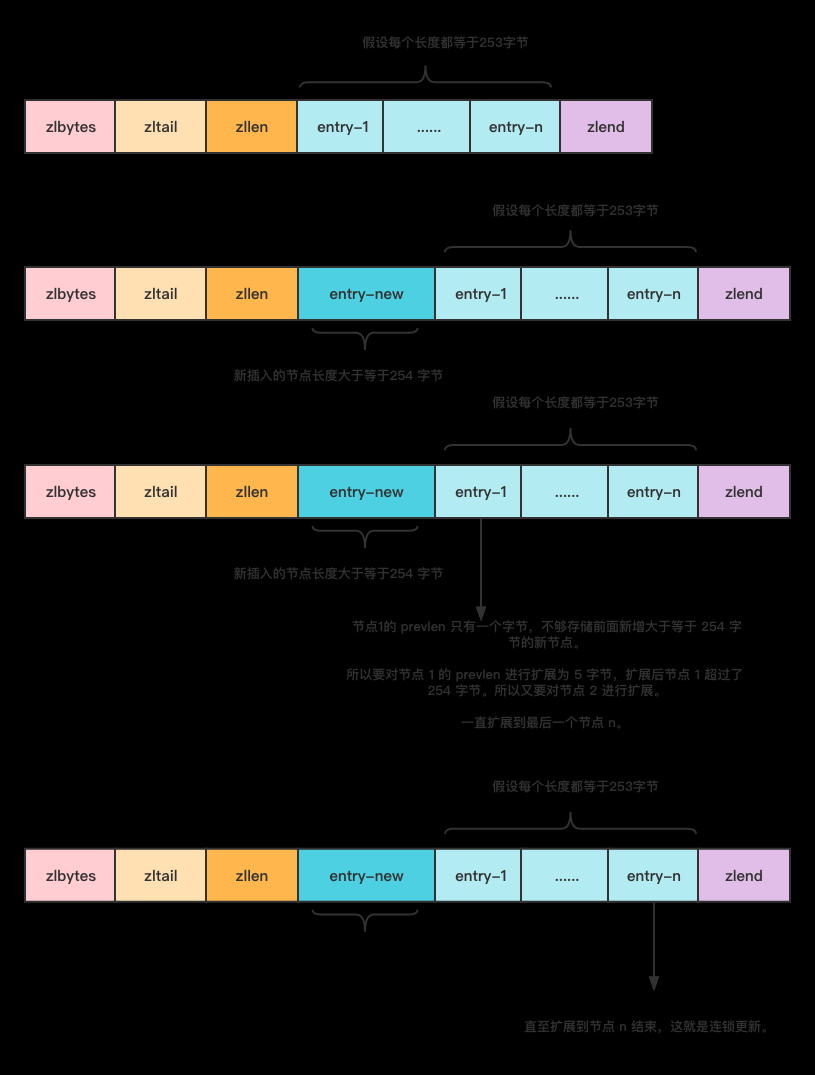 假设每个长度都等于253字节
zlbytes zltail zllen entry-1 ...... entry-n zlend
假设每个长度都等于253字节
zlbytes zltail zllen entry-new entry-1 ...... entry-n zlend
新插入的节点长度大于等于254 字节
假设每个长度都等于253字节
zlbytes zltail zllen entry-new entry-1 ...... entry-n zlend
新插入的节点长度大于等于254 字节
节点1的 prevlen 只有一个字节，不够存储前面新增大于等于 254 字
节的新节点。
所以要对节点 1 的 prevlen 进行扩展为 5 字节，扩展后节点 1 超过了
254 字节。所以又要对节点 2 进行扩展。
一直扩展到最后一个节点 n。
假设每个长度都等于253字节
zlbytes zltail zllen entry-new entry-1 ...... entry-n zlend
直至扩展到节点 n 结束，这就是连锁更新。